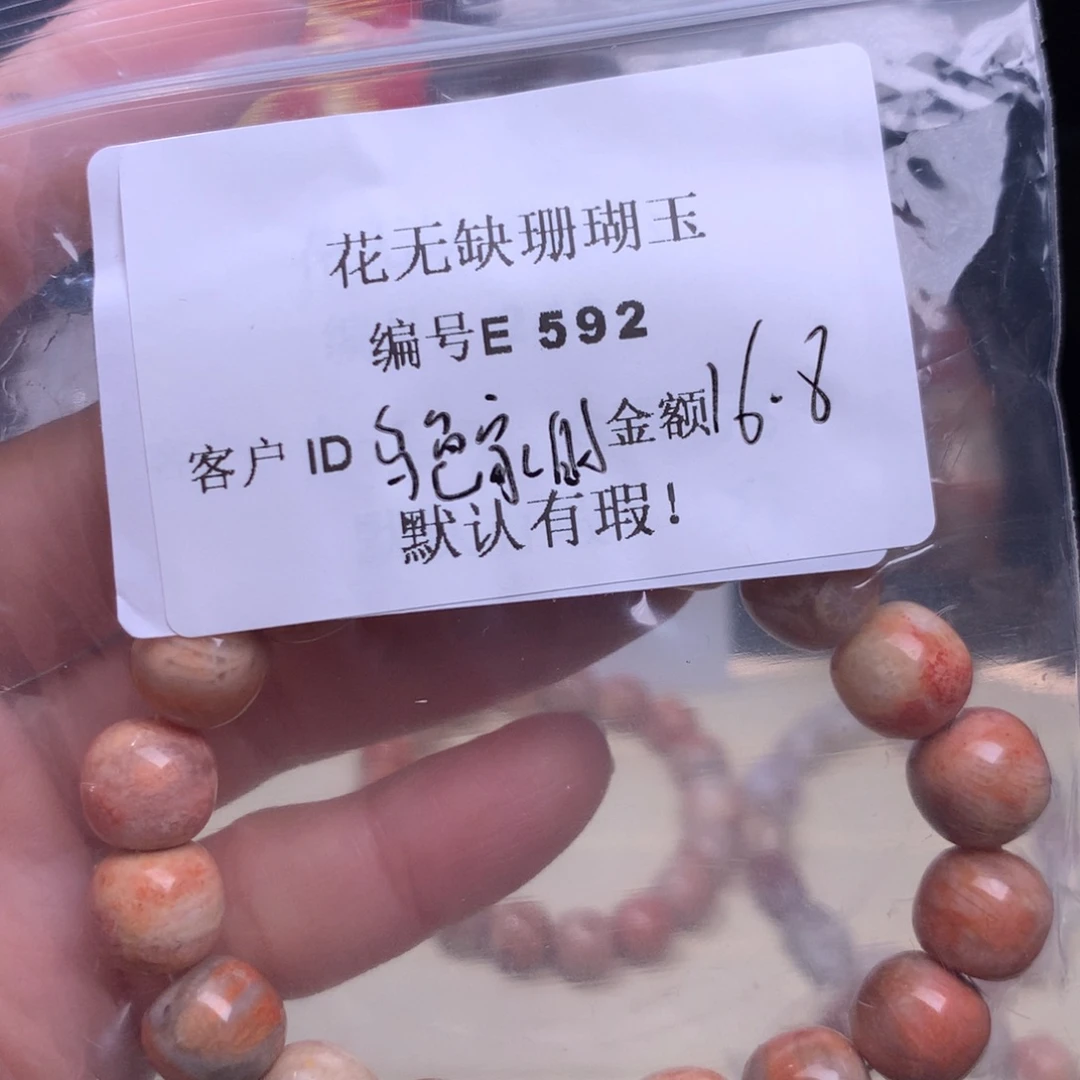 花无缺珊瑚玉
编号E 592
客户 ID 金额16.8
默认有瑕!